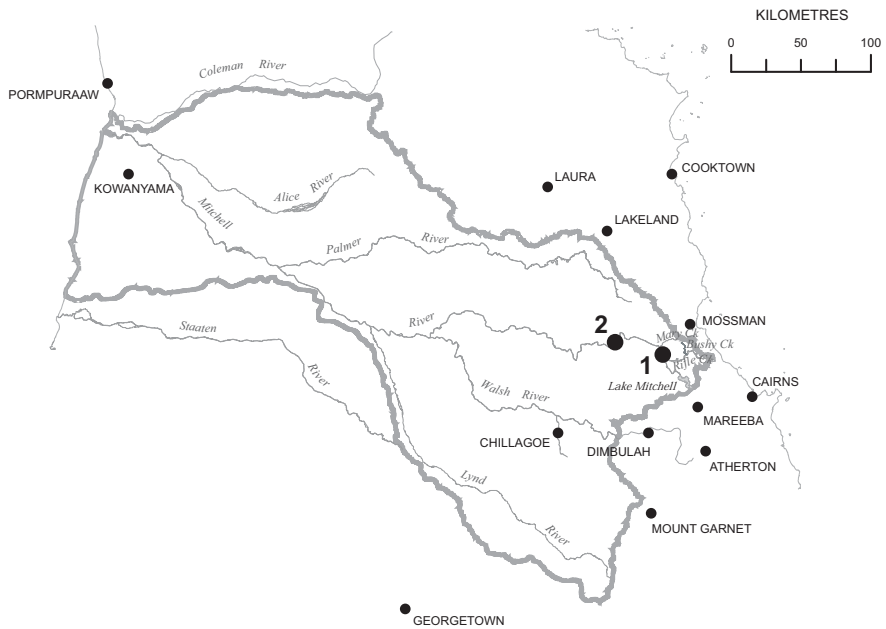 KILOMETRES
0 50 100
Coleman River
PORMPURAAW
KOWANYAMA
Alice River
Mitchell
LAURA
COOKTOWN
LAKELAND
Palmer River
Staaten
River
River
2
1
Mary Ck
MOSSMAN
Bushy Ck
Rifle Ck
Lake Mitchell
CAIRNS
Walsh River
MAREEBA
CHILLAGOE
DIMBULAH
ATHERTON
Lynd
River
MOUNT GARNET
GEORGETOWN